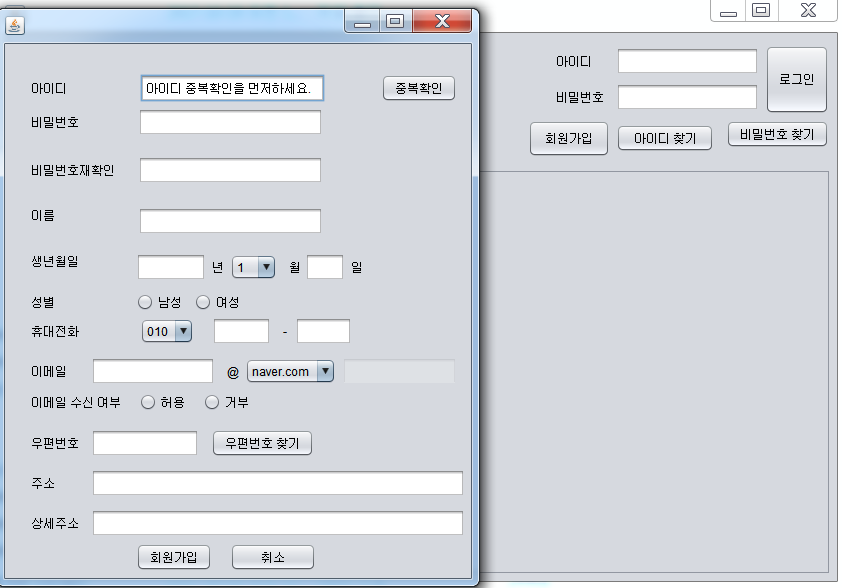 아이디 아이디 중복확인을 먼저하세요. 중복확인
비밀번호
비밀번호재확인
이름
생년월일 년 1 월 일
성별 남성 여성
휴대전화 010 -
이메일 @ naver.com
이메일 수신 여부 허용 거부
우편번호 우편번호 찾기
주소
상세주소
회원가입 취소
아이디
비밀번호
로그인
회원가입 아이디 찾기 비밀번호 찾기